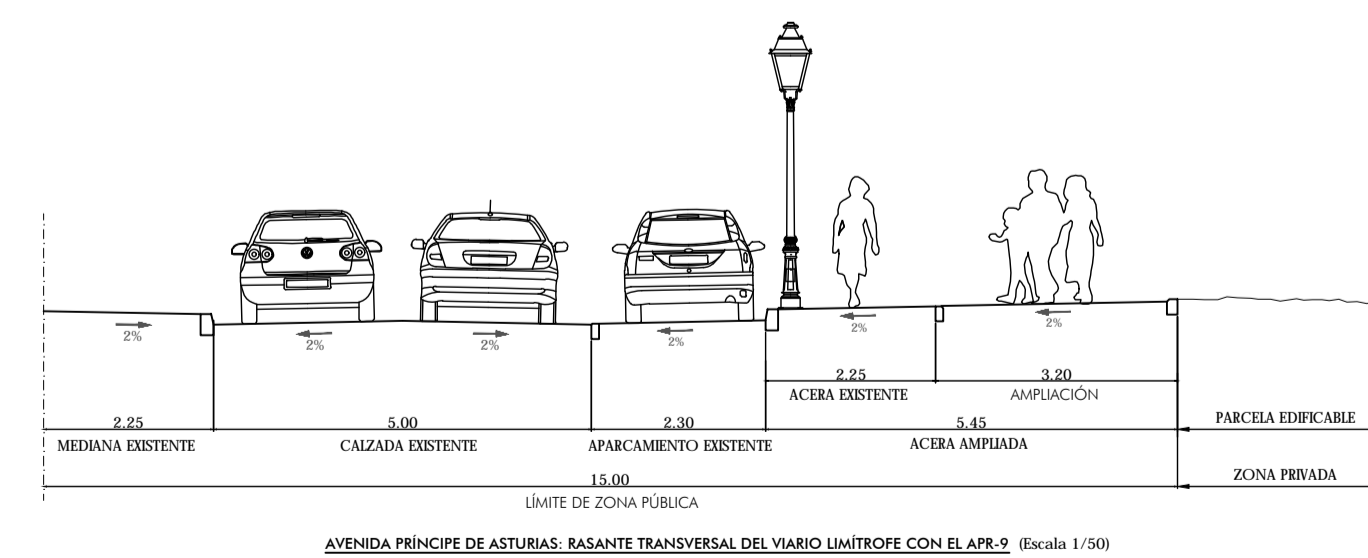 2%
2%
2%
2%
2%
2%
2.25
3.20
ACERA EXISTENTE
AMPLIACIÓN
2.25
5.00
2.30
5.45
PARCELA EDIFICABLE
MEDIANA EXISTENTE
CALZADA EXISTENTE
APARCAMIENTO EXISTENTE
ACERA AMPLIADA
15.00
ZONA PRIVADA
LÍMITE DE ZONA PÚBLICA
AVENIDA PRÍNCIPE DE ASTURIAS: RASANTE TRANSVERSAL DEL VIARIO LIMÍTROFE CON EL APR-9 (Escala 1/50)